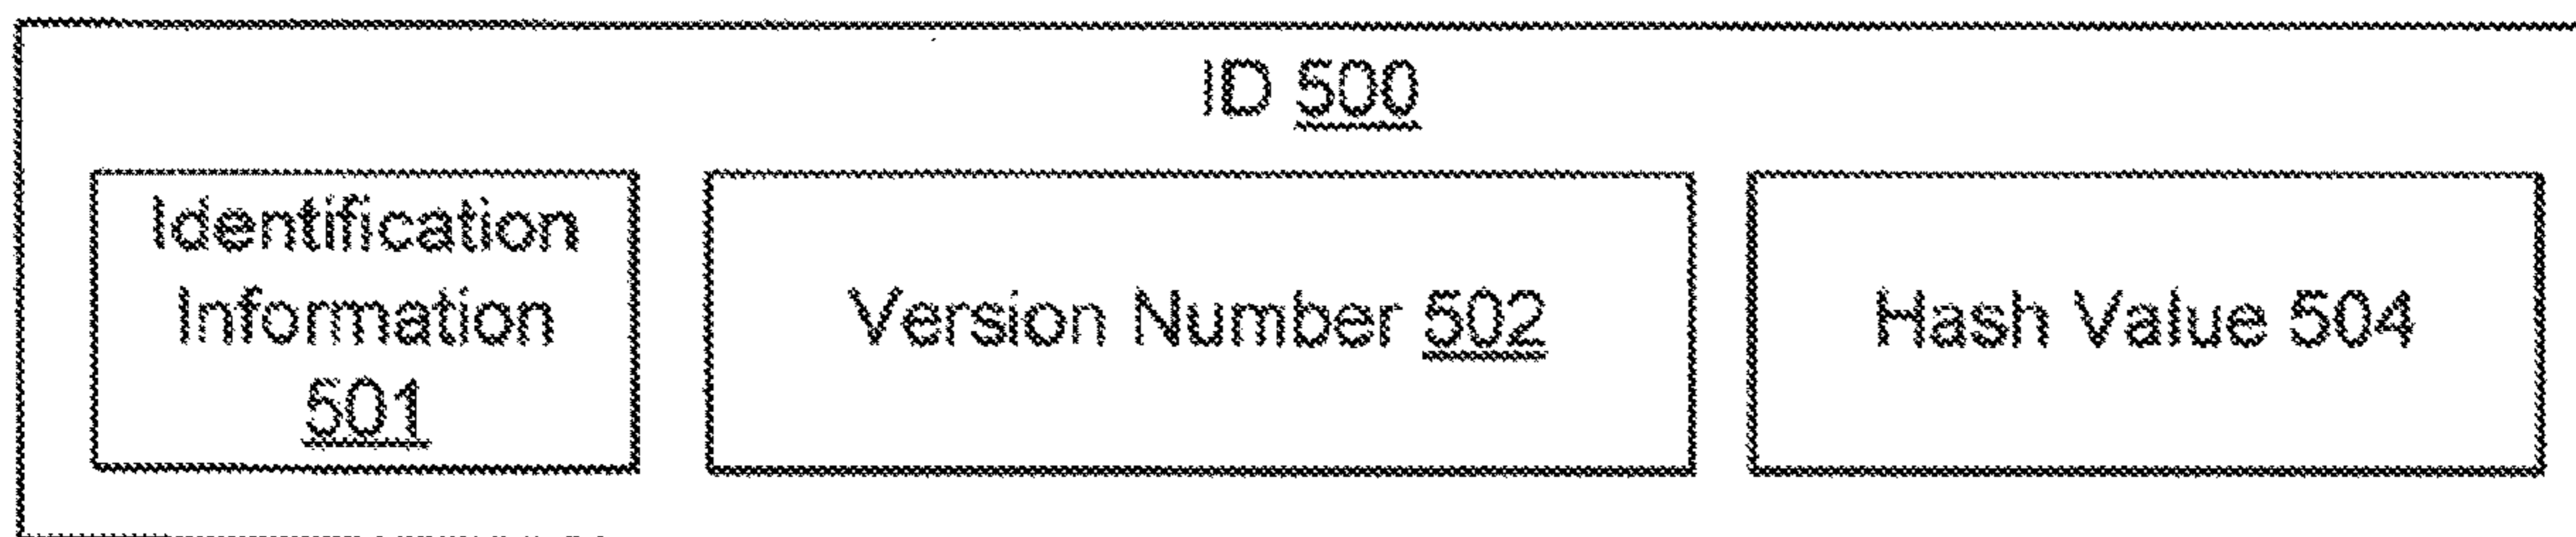 ID 500
Identification
Information
501
Version Number 502
Hash Value 504